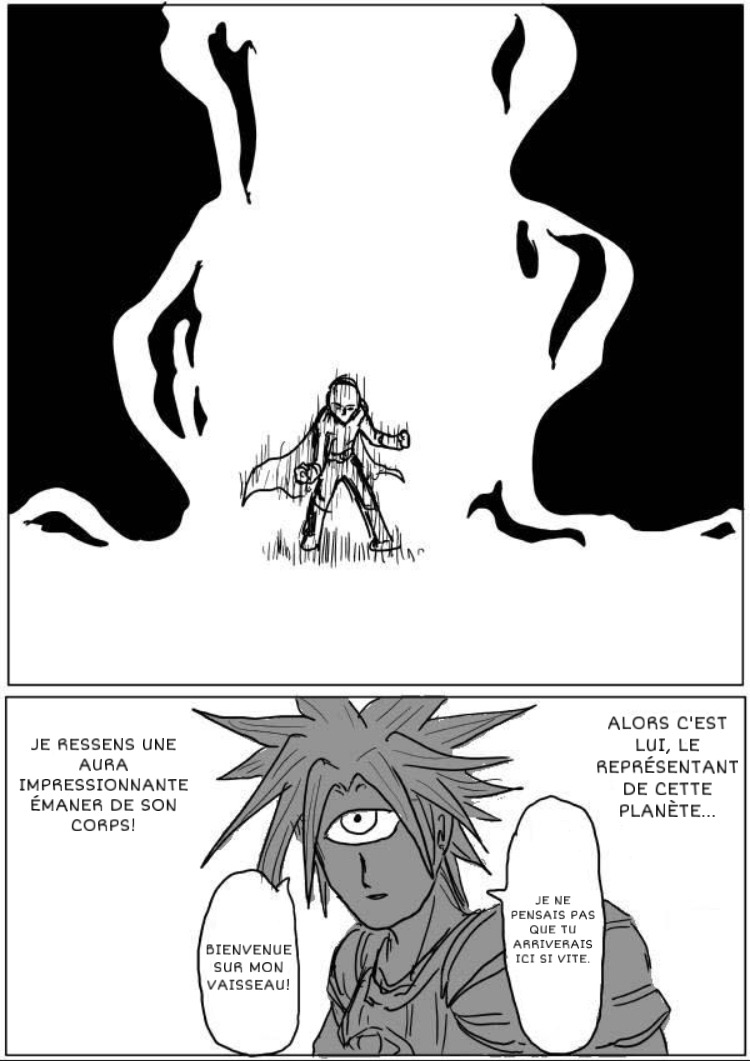 ALORS C'EST
LUI, LE
REPRÉSENTANT
DE CETTE
PLANÈTE...
JE RESSENS UNE
AURA
IMPRESSIONNANTE
ÉMANER DE SON
CORPS!
JE NE
PENSAIS PAS
QUE TU
ARRIVERAIS
ICI SI VITE.
BIENVENUE
SUR MON
VAISSEAU!